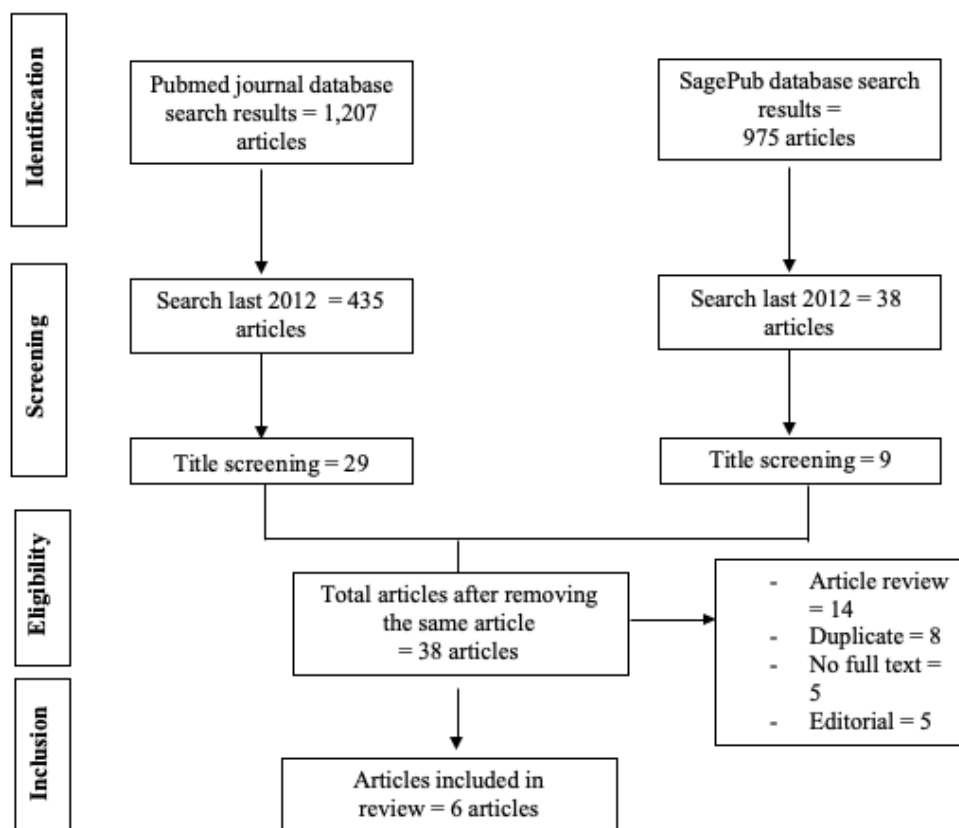 Identification
Pubmed journal database
search results = 1,207
articles
SagePub database search
results =
975 articles
Screening
Search last 2012 = 435
articles
Search last 2012 = 38
articles
Title screening = 29
Title screening = 9
Eligibility
Total articles after removing
the same article
= 38 articles
- Article review
= 14
- Duplicate = 8
- No full text =
5
- Editorial = 5
Inclusion
Articles included in
review = 6 articles